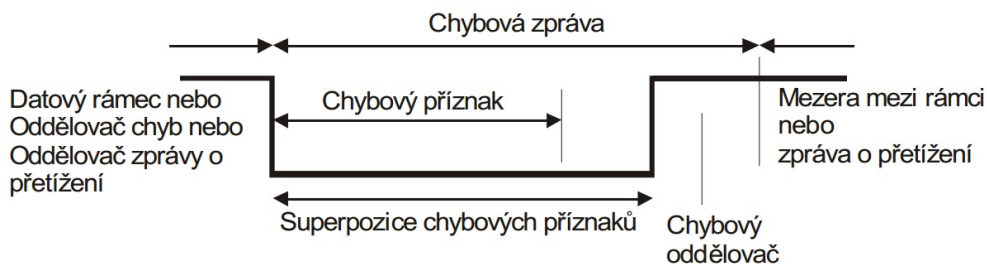 Chybová zpráva
Datový rámec nebo
Oddělovač chyb nebo
Oddělovač zprávy o
přetížení
Chybový příznak
Mezera mezi rámci
nebo
zpráva o přetížení
Superpozice chybových příznaků
Chybový
oddělovač